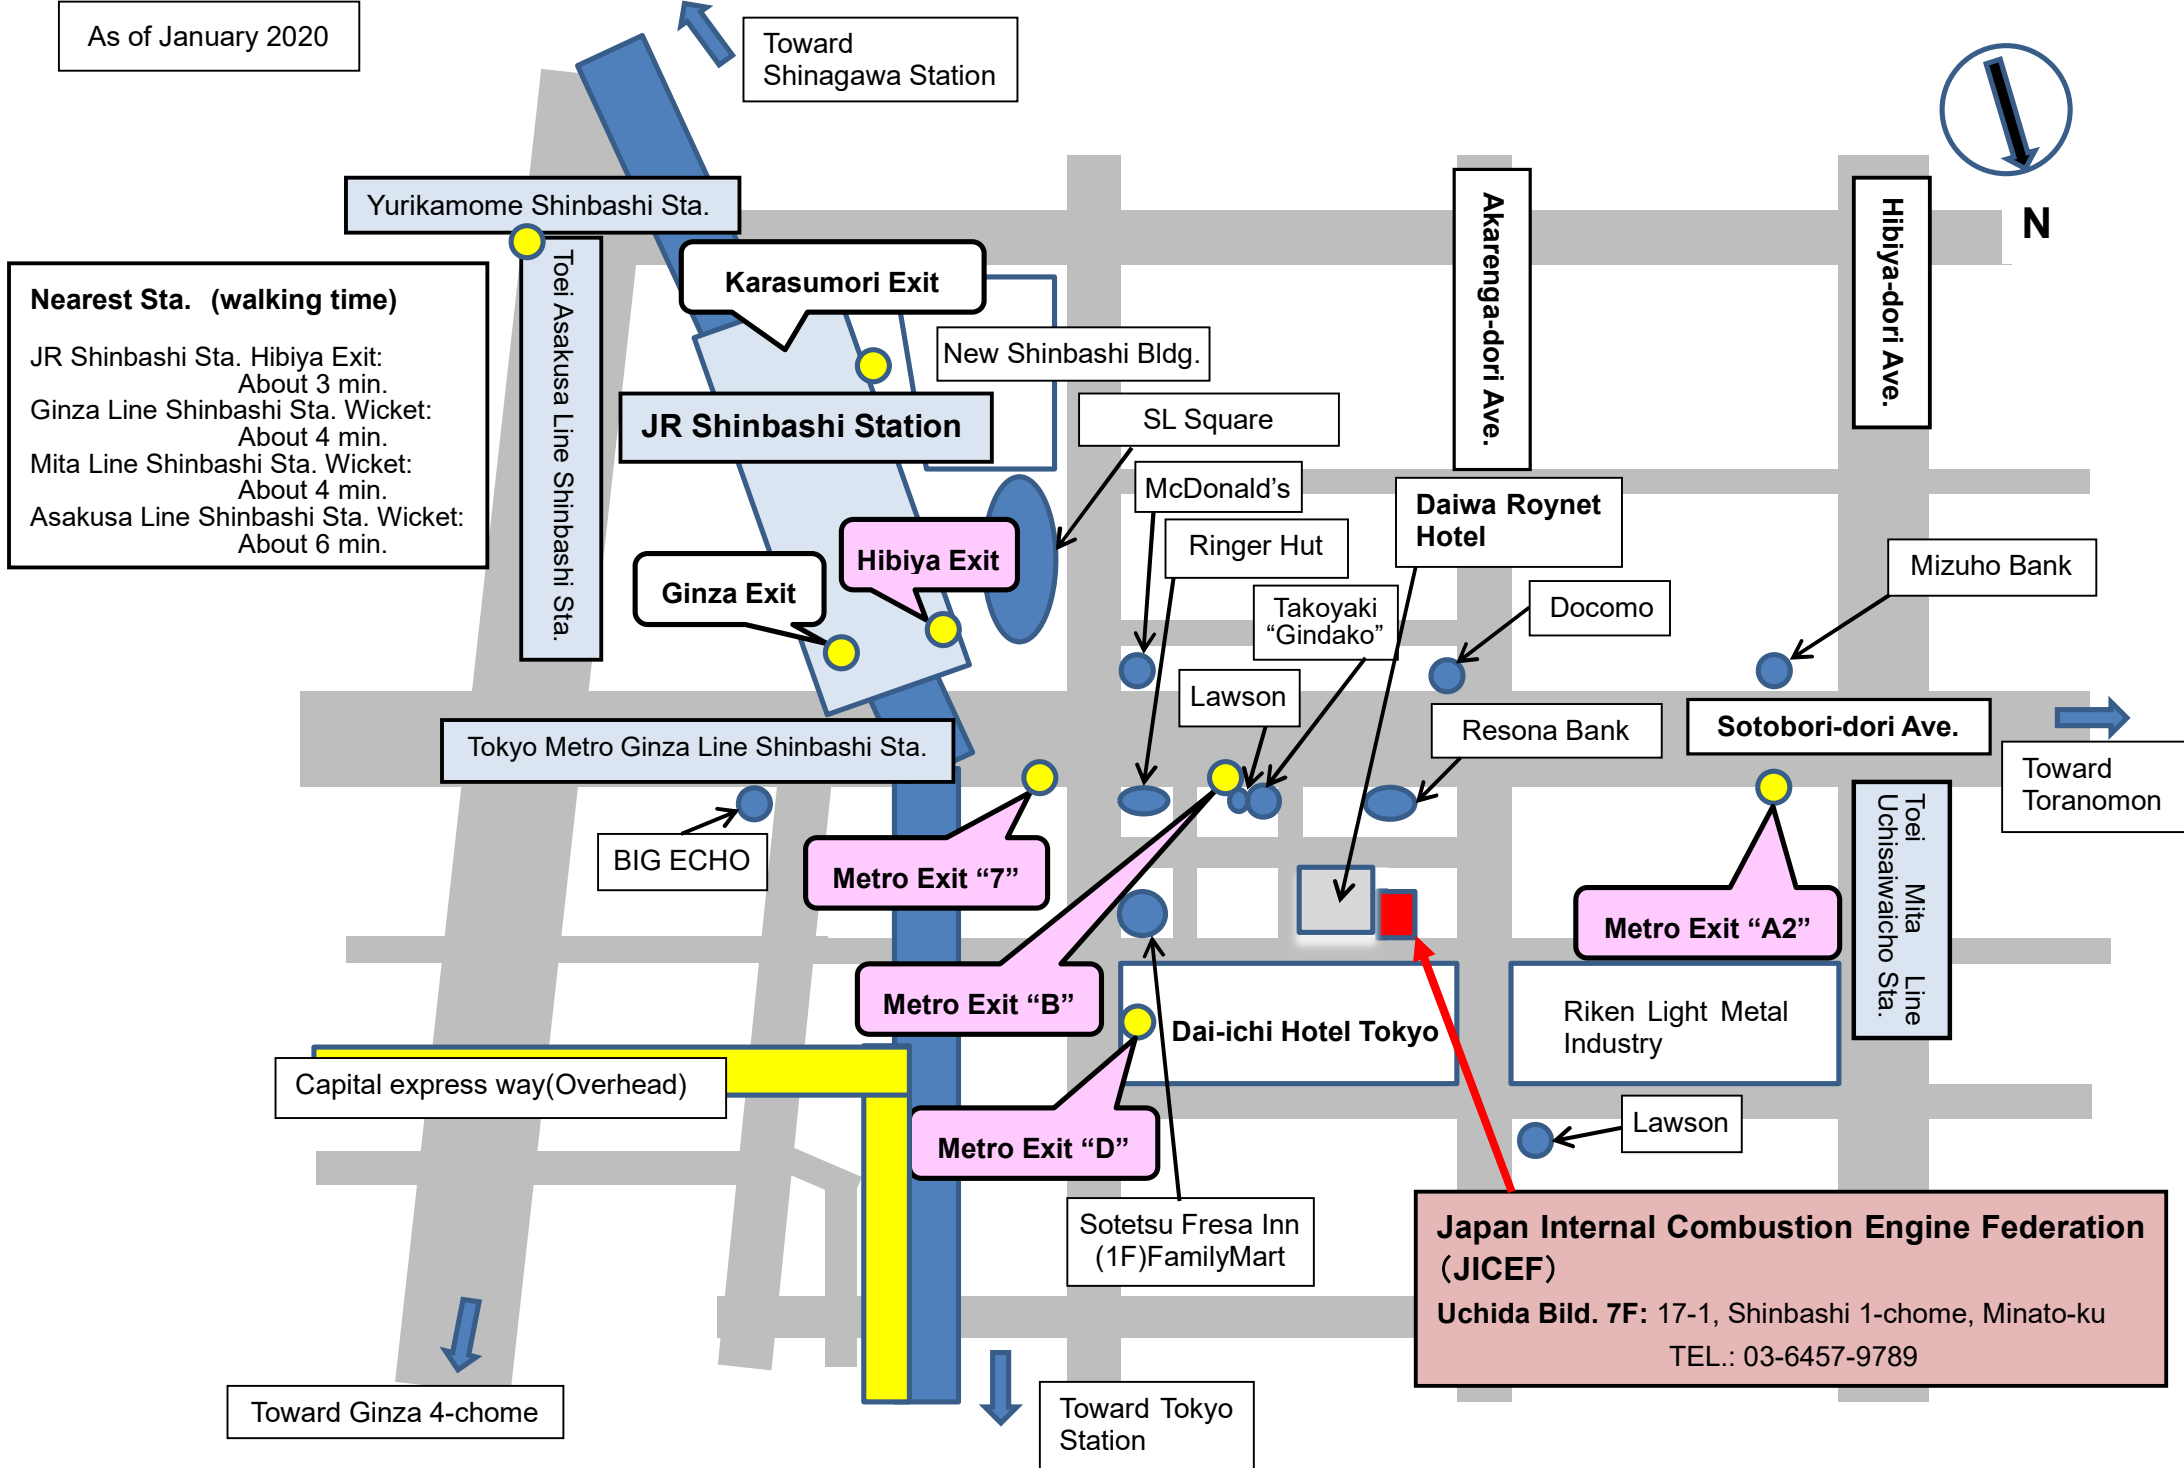 As of January 2020
Toward
Shinagawa Station
N
Yurikamome Shinbashi Sta.
Akarenga-dori Ave.
Hibiya-dori Ave.
Toei Asakusa Line Shinbashi Sta.
Karasumori Exit
Nearest Sta. (walking time)
JR Shinbashi Sta. Hibiya Exit:
About 3 min.
Ginza Line Shinbashi Sta. Wicket:
About 4 min.
Mita Line Shinbashi Sta. Wicket:
About 4 min.
Asakusa Line Shinbashi Sta. Wicket:
About 6 min.
New Shinbashi Bldg.
JR Shinbashi Station
SL Square
McDonald's
Daiwa Roynet
Hotel
Ringer Hut
Hibiya Exit
Ginza Exit
Mizuho Bank
Takoyaki
“Gindako”
Docomo
Lawson
Resona Bank
Sotobori-dori Ave.
Tokyo Metro Ginza Line Shinbashi Sta.
Toward
Toranomon
BIG ECHO
Metro Exit “7”
Toei Mita Line
Uchisaiwaicho Sta.
Metro Exit “A2”
Metro Exit “B”
Dai-ichi Hotel Tokyo
Riken Light Metal
Industry
Capital express way(Overhead)
Lawson
Metro Exit “D”
Sotetsu Fresa Inn
(1F)FamilyMart
Japan Internal Combustion Engine Federation
（JICEF）
Uchida Bild. 7F: 17-1, Shinbashi 1-chome, Minato-ku
TEL.: 03-6457-9789
Toward Ginza 4-chome
Toward Tokyo
Station